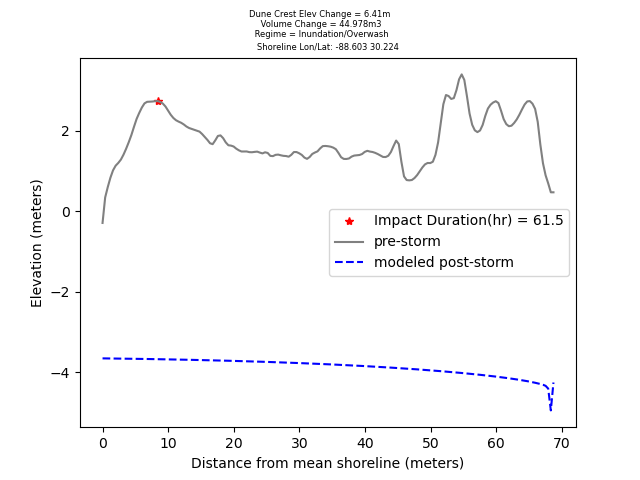 Dune Crest Elev Change = 6.41m
Volume Change = 44.978m3
Regime = Inundation/Overwash
Shoreline Lon/Lat: -88.603 30.224
2
0
−2
−4
Elevation (meters)
Impact Duration(hr) = 61.5
pre-storm
modeled post-storm
0 10 20 30 40 50 60 70
Distance from mean shoreline (meters)